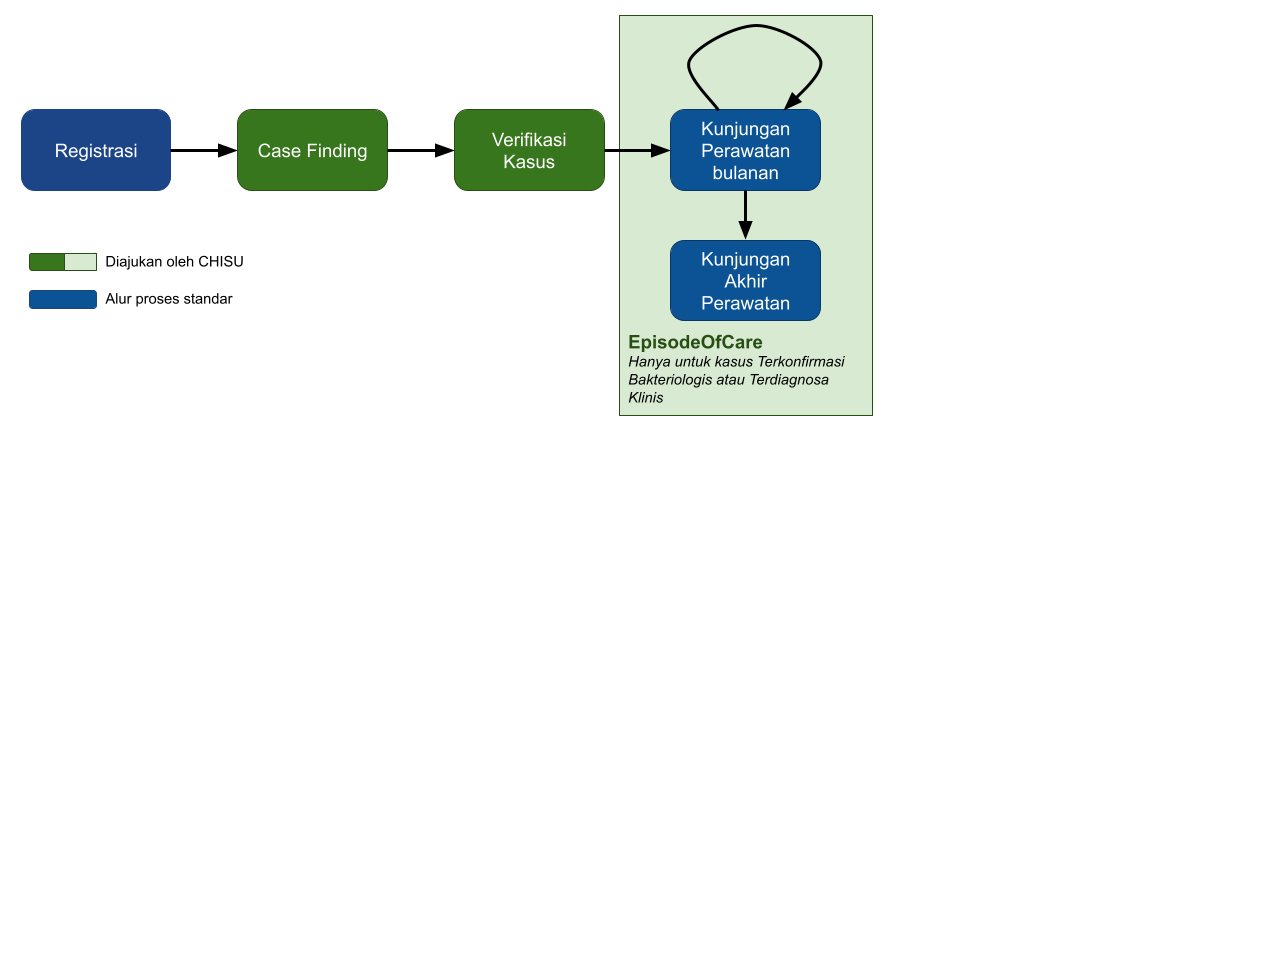 Registrasi
Case Finding
Verifikasi
Kasus
Kunjungan
Perawatan
bulanan
Kunjungan
Akhir
Perawatan
EpisodeOfCare
Hanya untuk kasus Terkonfirmasi
Bakteriologis atau Terdiagnosa
Klinis
Diajukan oleh CHISU
Alur proses standar